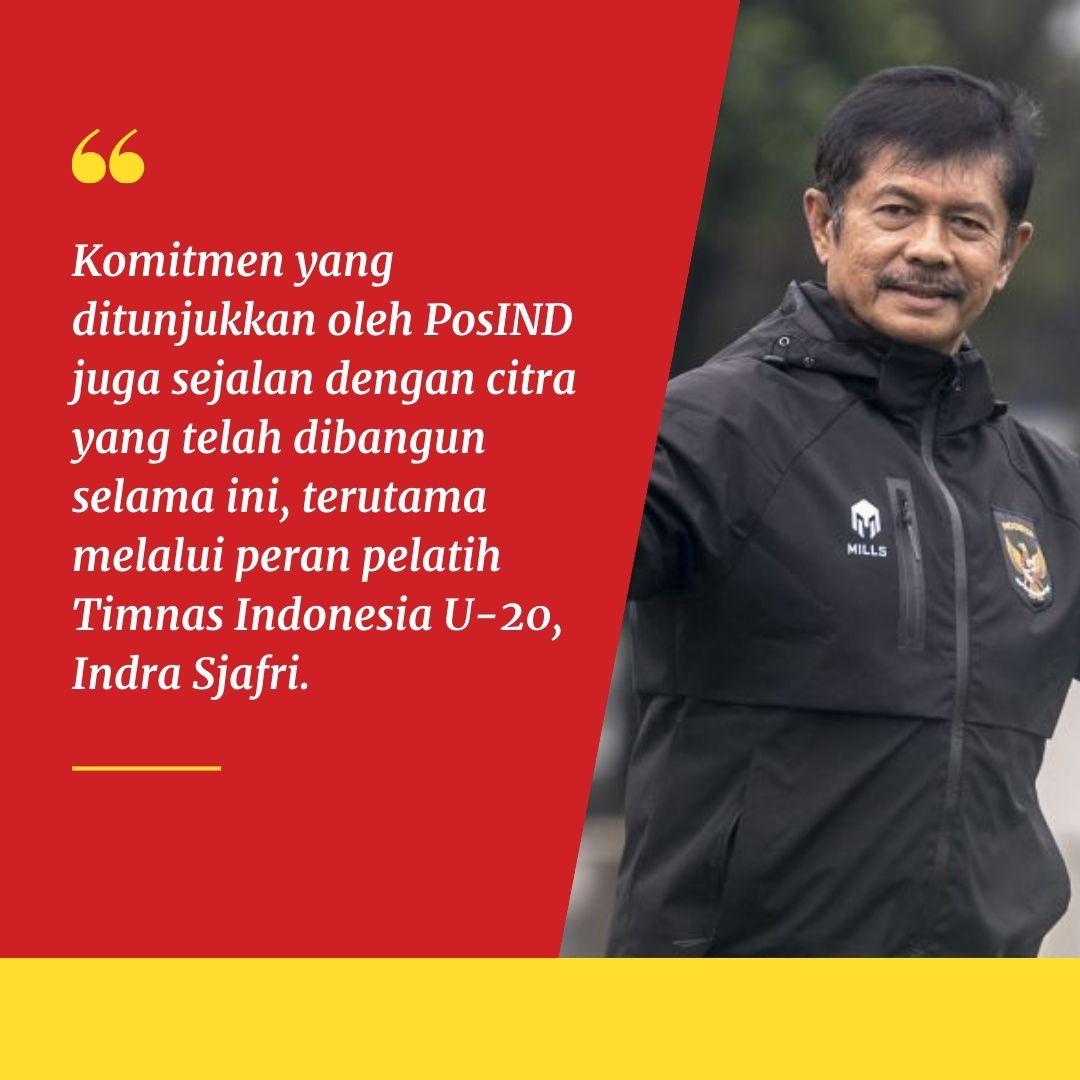 “
Komitmen yang
ditunjukkan oleh PosIND
juga sejalan dengan citra
yang telah dibangun
selama ini, terutama
melalui peran pelatih
Timnas Indonesia U-20,
Indra Sjafri.
MILLS
INDONESIA